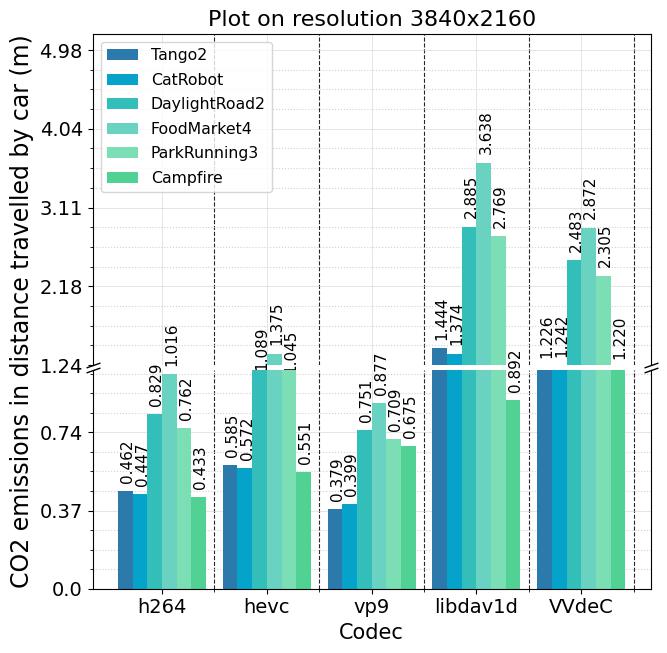 Plot on resolution 3840x2160
CO2 emissions in distance travelled by car (m)
4.98
4.04
3.11
2.18
1.24
0.74
0.37
0.0
Tango2
CatRobot
DaylightRoad2
FoodMarket4
ParkRunning3
Campfire
0.462
0.447
0.829
1.016
0.762
0.433
0.585
0.572
1.089
1.375
1.045
0.551
0.379
0.399
0.751
0.877
0.709
0.675
1.444
1.374
2.885
3.638
2.769
0.892
1.226
1.242
2.483
2.872
2.305
1.220
h264
hevc
vp9
libdav1d
VVdeC
Codec